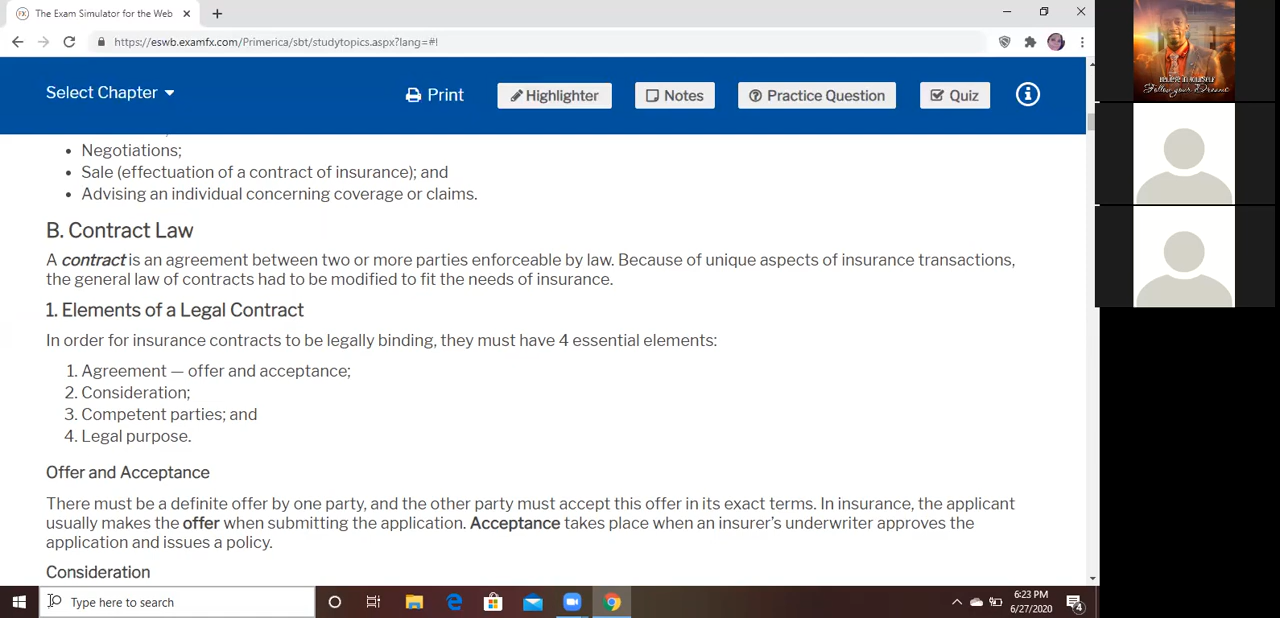 The Exam Simulator for the Web
https://eswb.examfx.com/Primerica/sbt/studytopics.aspx?lang=#!
Select Chapter
Print
Highlighter
Notes
Practice Question
Quiz
• Negotiations;
• Sale (effectuation of a contract of insurance); and
• Advising an individual concerning coverage or claims.
B. Contract Law
A contract is an agreement between two or more parties enforceable by law. Because of unique aspects of insurance transactions,
the general law of contracts had to be modified to fit the needs of insurance.
1. Elements of a Legal Contract
In order for insurance contracts to be legally binding, they must have 4 essential elements:
1. Agreement — offer and acceptance;
2. Consideration;
3. Competent parties; and
4. Legal purpose.
Offer and Acceptance
There must be a definite offer by one party, and the other party must accept this offer in its exact terms. In insurance, the applicant
usually makes the offer when submitting the application. Acceptance takes place when an insurer's underwriter approves the
application and issues a policy.
Consideration
Type here to search
6:23 PM
6/27/2020
4
Follow your Dreams